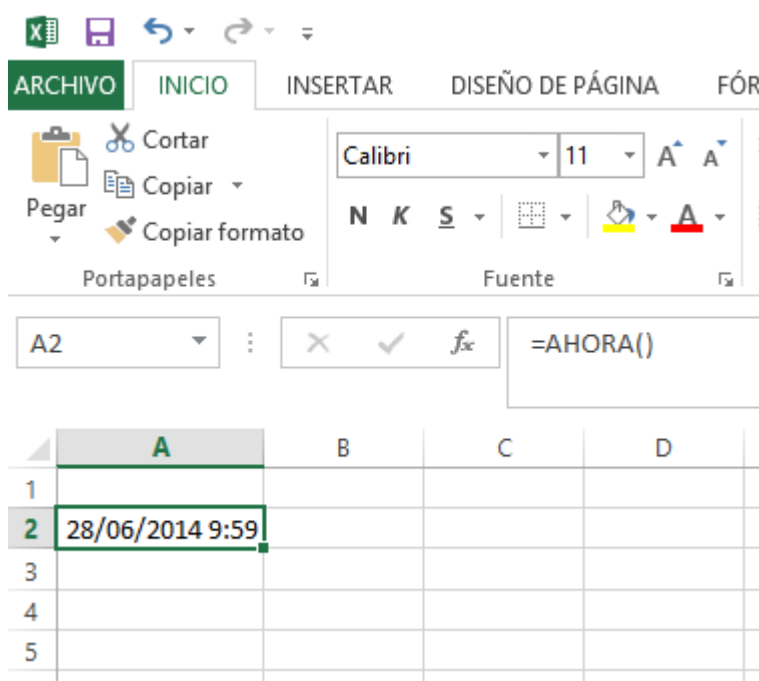 ARCHIVO INICIO INSERTAR DISEÑO DE PÁGINA FÓR
Cortar
Copiar
Copiar formato
Pegar
Portapapeles
Calibri 11 A A
N K S A
Fuente
A2 fx =AHORA()
A B C D
1
2 28/06/2014 9:59
3
4
5